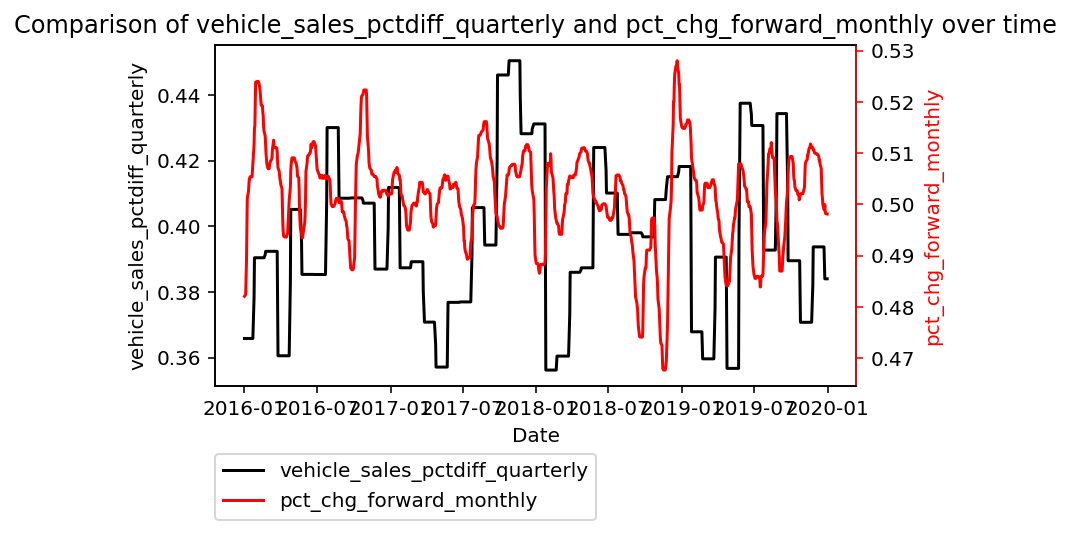 Comparison of vehicle_sales_pctdiff_quarterly and pct_chg_forward_monthly over time
vehicle_sales_pctdiff_quarterly
0.44
0.42
0.40
0.38
0.36
0.53
0.52
0.51
0.50
0.49
0.48
0.47
pct_chg_forward_monthly
2016-01 2016-07 2017-01 2017-07 2018-01 2018-07 2019-01 2019-07 2020-01
Date
vehicle_sales_pctdiff_quarterly
pct_chg_forward_monthly